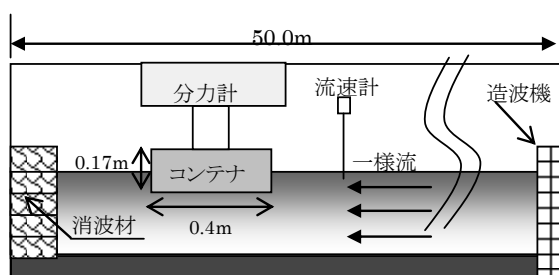 50.0m
分力計
流速計
造波機
0.17m
コンテナ
一様流
消波材
0.4m